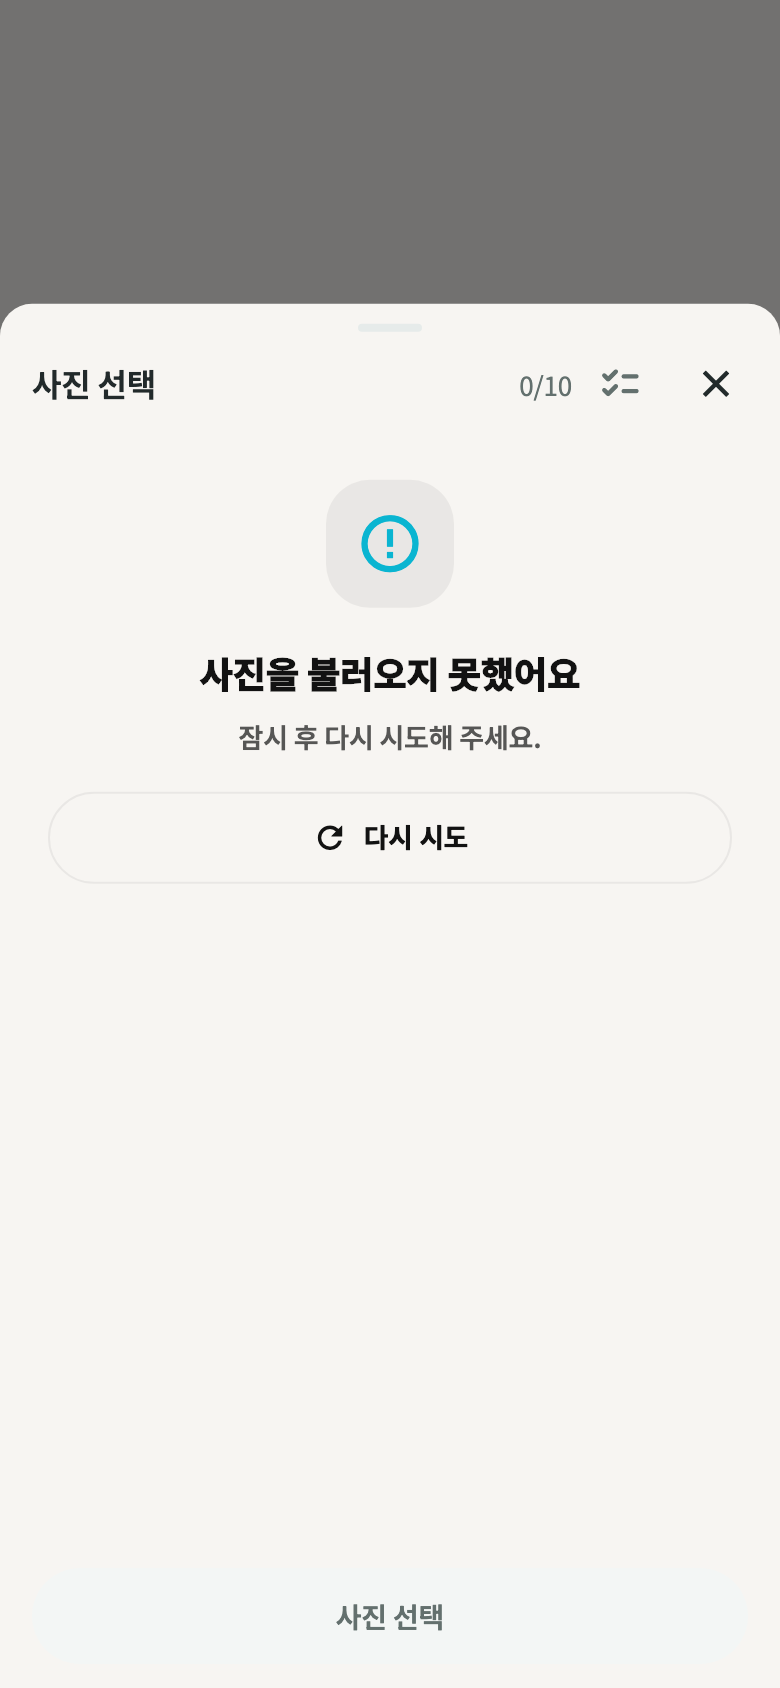 사진 선택
0/10
사진을 불러오지 못했어요
잠시 후 다시 시도해 주세요.
다시 시도
사진 선택